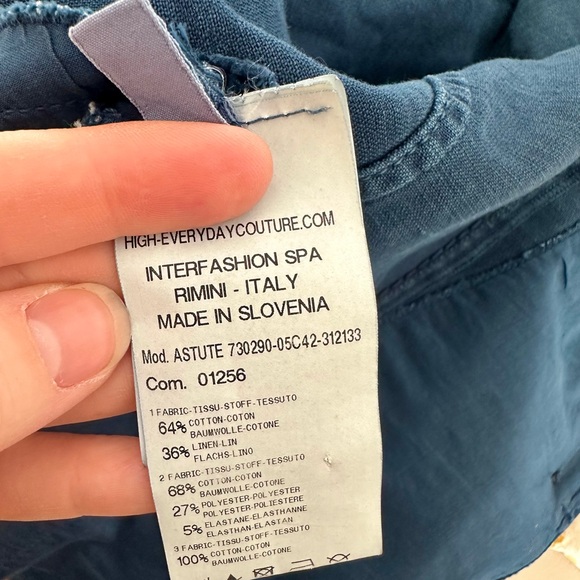 HIGH-EVERYDAYCOUTURE.COM
INTERFASHION SPA
RIMINI - ITALY
MADE IN SLOVENIA
Mod. ASTUTE 730290-05C42-312133
Com. 01256
1 FABRIC-TISSU-STOFF-TESSUTO
64% COTTON-COTON
BAUMWOLLE-COTONE
36% LINEN-LIN
FLACHS-LINO
2 FABRIC-TISSU-STOFF-TESSUTO
68% COTTON-COTON
BAUMWOLLE-COTONE
27% POLYESTER-POLYESTER
POLYESTER-POLIESTERE
5% ELASTANE-ELASTHANNE
ELASTHAN-ELASTAN
3 FABRIC-TISSU-STOFF-TESSUTO
100% COTTON-COTON
BAUMWOLLE-COTONE